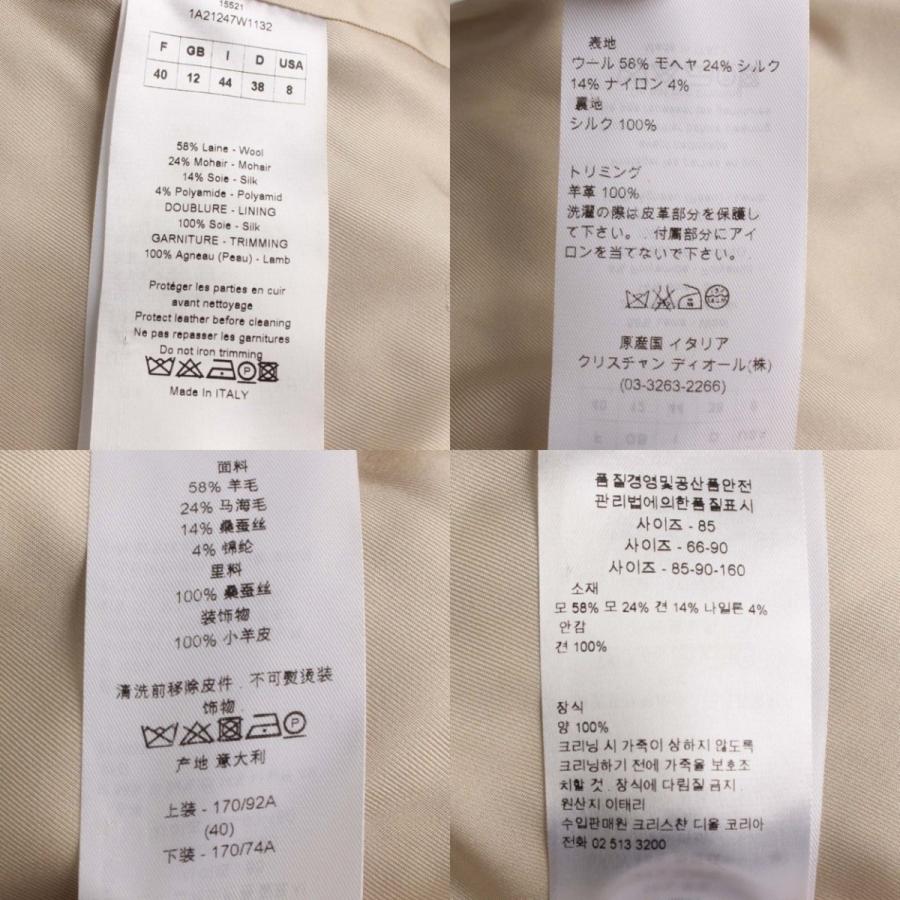 15521
1A21247W1132
F GB I D USA
40 12 44 38 8
58% Laine - Wool
24% Mohair - Mohair
14% Soie - Silk
4% Polyamide - Polyamid
DOUBLURE - LINING
100% Soie - Silk
GARNITURE - TRIMMING
100% Agneau (Peau) - Lamb
Protéger les parties en cuir
avant nettoyage
Protect leather before cleaning
Ne pas repasser les garnitures
Do not iron trimming
P
Made In ITALY
表地
ウール 58% モヘヤ 24% シルク
14% ナイロン 4%
裏地
シルク 100%
トリミング
羊革 100%
洗濯の際は皮革部分を保護し
て下さい。. 付属部分にアイ
ロンを当てないで下さい。.
原産国 イタリア
クリスチャン ディオール(株)
(03-3263-2266)
面料
58% 羊毛
24% 马海毛
14% 桑蚕丝
4% 锦纶
里料
100% 桑蚕丝
装饰物
100% 小羊皮
清洗前移除皮件 . 不可熨烫装
饰物 .
P
产地 意大利
上装 - 170/92A
(40)
下装 - 170/74A
품질경영및공산품안전
관리법에의한품질표시
사이즈 - 85
사이즈 - 66-90
사이즈 - 85-90-160
소재
모 58% 모 24% 견 14% 나일론 4%
안감
견 100%
장식
양 100%
크리닝 시 가죽이 상하지 않도록
크리닝하기 전에 가죽을 보호조
치할 것 . 장식에 다림질 금지 .
원산지 이태리
수입판매원 크리스챤 디올 코리아
전화 02 513 3200